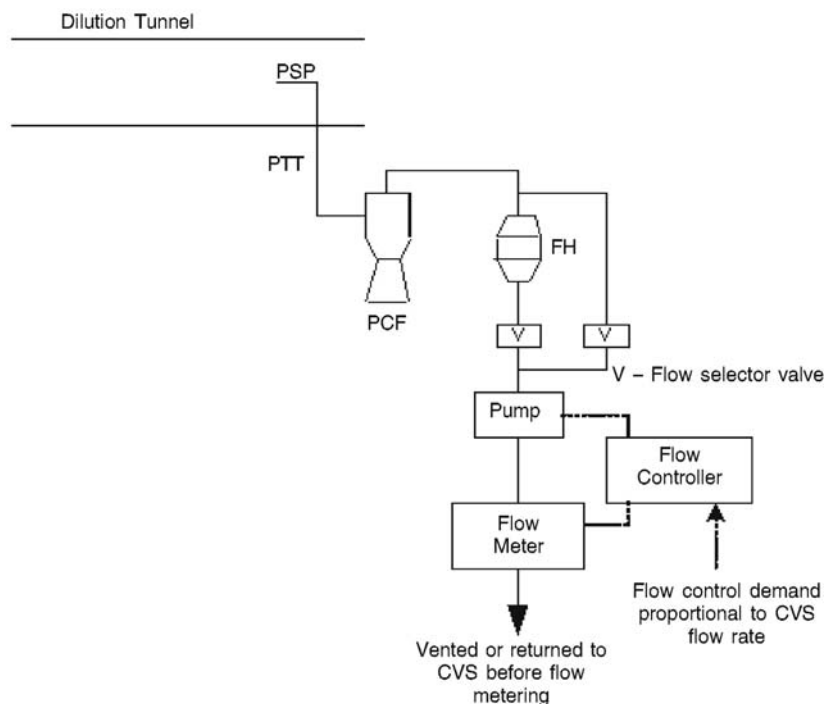 Dilution Tunnel
PSP
PTT
FH
PCF
V
V
V – Flow selector valve
Pump
Flow
Controller
Flow
Meter
Flow control demand
proportional to CVS
flow rate
Vented or returned to
CVS before flow
metering